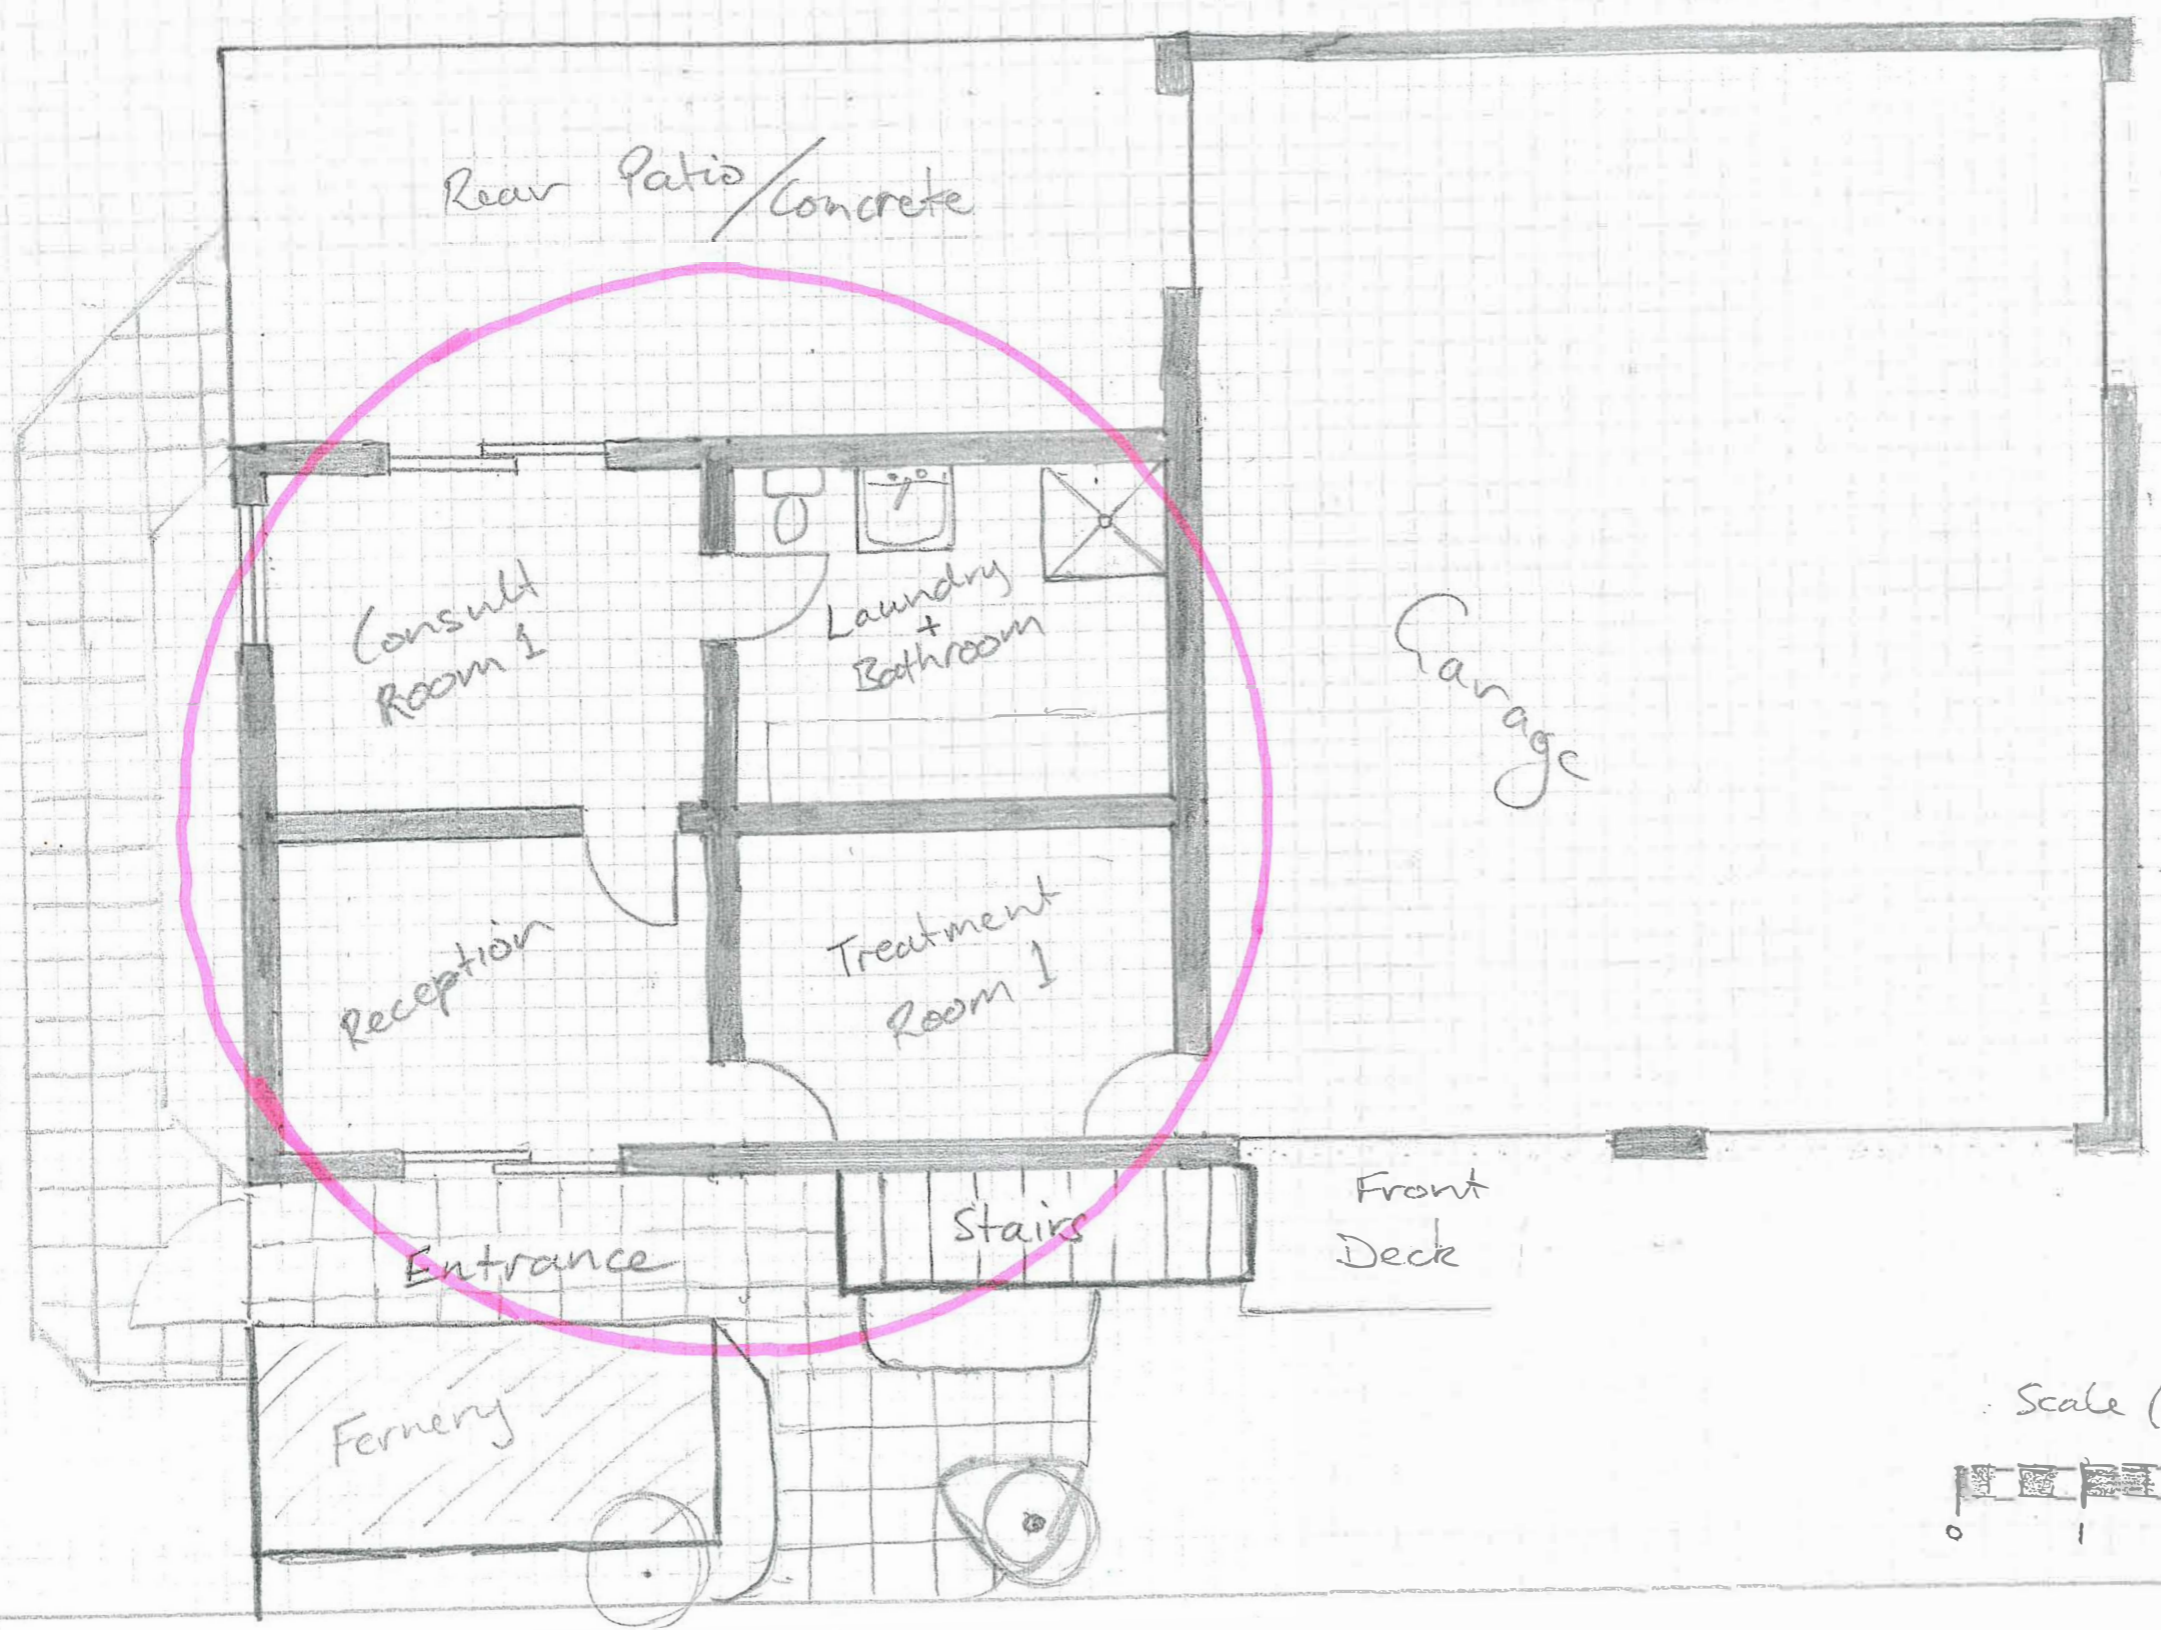 Rear Patio/Concrete
Consult
Room 1
Laundry
+
Bathroom
Garage
Reception
Treatment
Room 1
Entrance
Stairs
Front
Deck
Fernery
Scale (
0 1